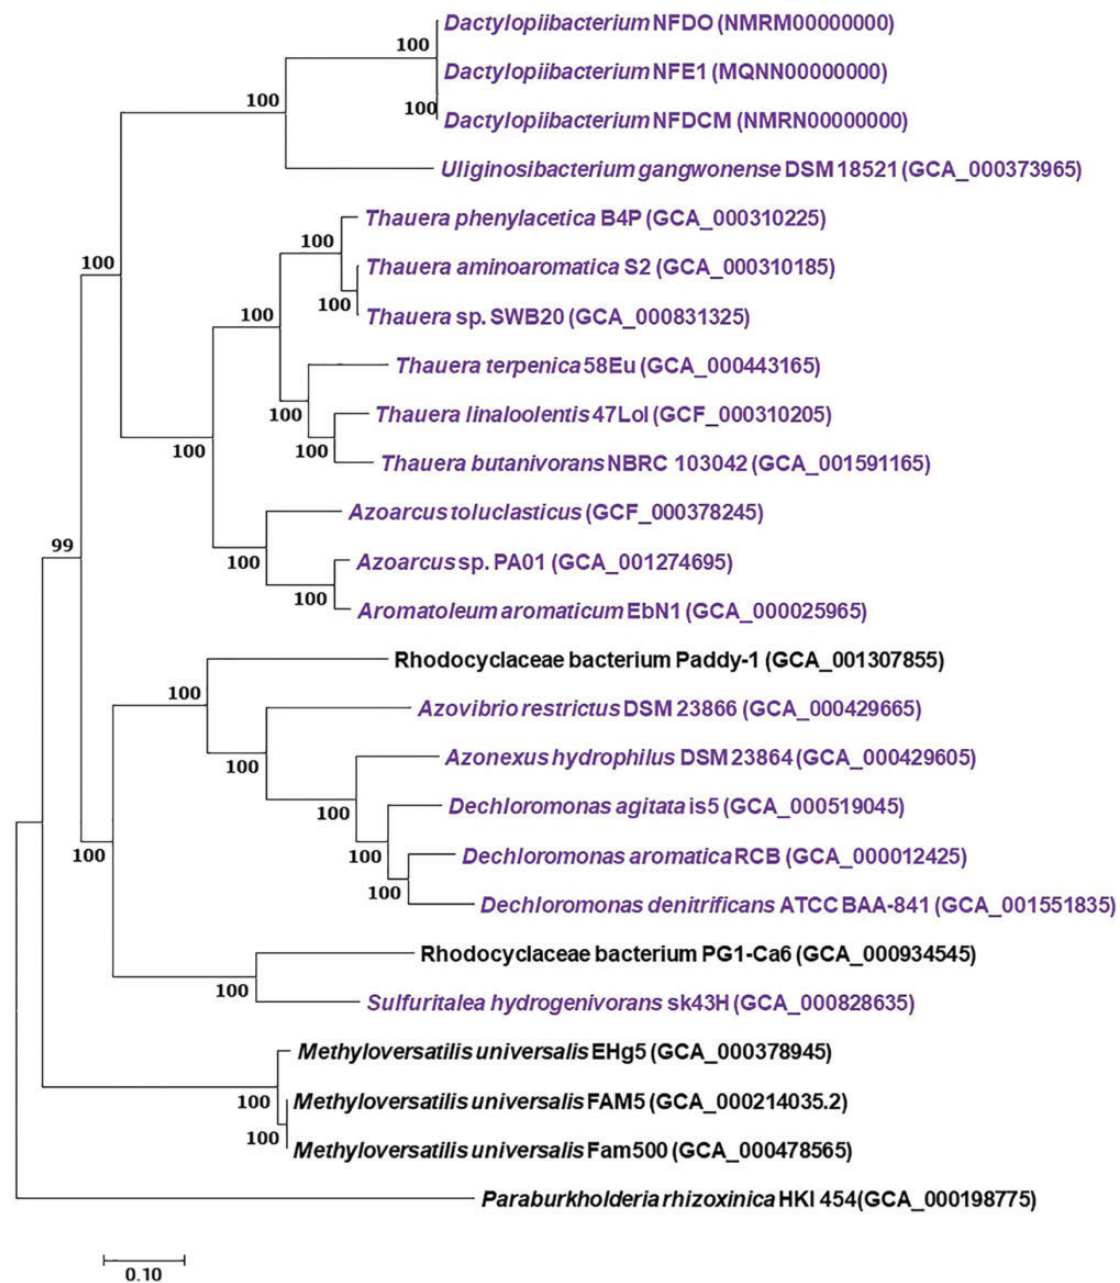 Dactylopiibacterium NFDO (NMRM00000000)
100
Dactylopiibacterium NFE1 (MQNN00000000)
100
100
Dactylopiibacterium NFDCM (NMRN00000000)
Uliginosibacterium gangwonense DSM 18521 (GCA_000373965)
Thauera phenylacetica B4P (GCA_000310225)
100
100
Thauera aminoaromatica S2 (GCA_000310185)
100
100
Thauera sp. SWB20 (GCA_000831325)
Thauera terpenica 58Eu (GCA_000443165)
100
Thauera linaloolentis 47Lol (GCF_000310205)
100
100
Thauera butanivorans NBRC 103042 (GCA_001591165)
Azoarcus toluclasticus (GCF_000378245)
99
100
Azoarcus sp. PA01 (GCA_001274695)
100
Aromatoleum aromaticum EbN1 (GCA_000025965)
Rhodocyclaceae bacterium Paddy-1 (GCA_001307855)
100
Azovibrio restrictus DSM 23866 (GCA_000429665)
100
Azonexus hydrophilus DSM 23864 (GCA_000429605)
Dechloromonas agitata is5 (GCA_000519045)
100
100
100
Dechloromonas aromatica RCB (GCA_000012425)
100
Dechloromonas denitrificans ATCC BAA-841 (GCA_001551835)
Rhodocyclaceae bacterium PG1-Ca6 (GCA_000934545)
100
Sulfuritalea hydrogenivorans sk43H (GCA_000828635)
Methyloversatilis universalis EHg5 (GCA_000378945)
100
Methyloversatilis universalis FAM5 (GCA_000214035.2)
100
Methyloversatilis universalis Fam500 (GCA_000478565)
Paraburkholderia rhizoxinica HKI 454(GCA_000198775)
0.10